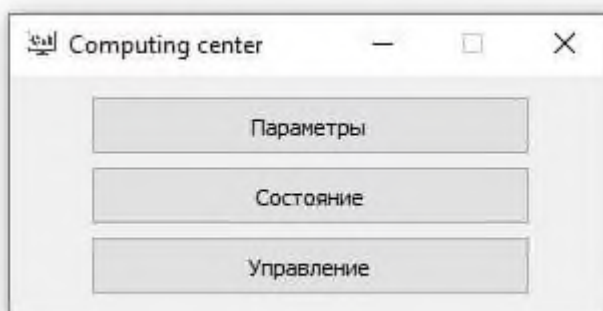 Computing center
Параметры
Состояние
Управление